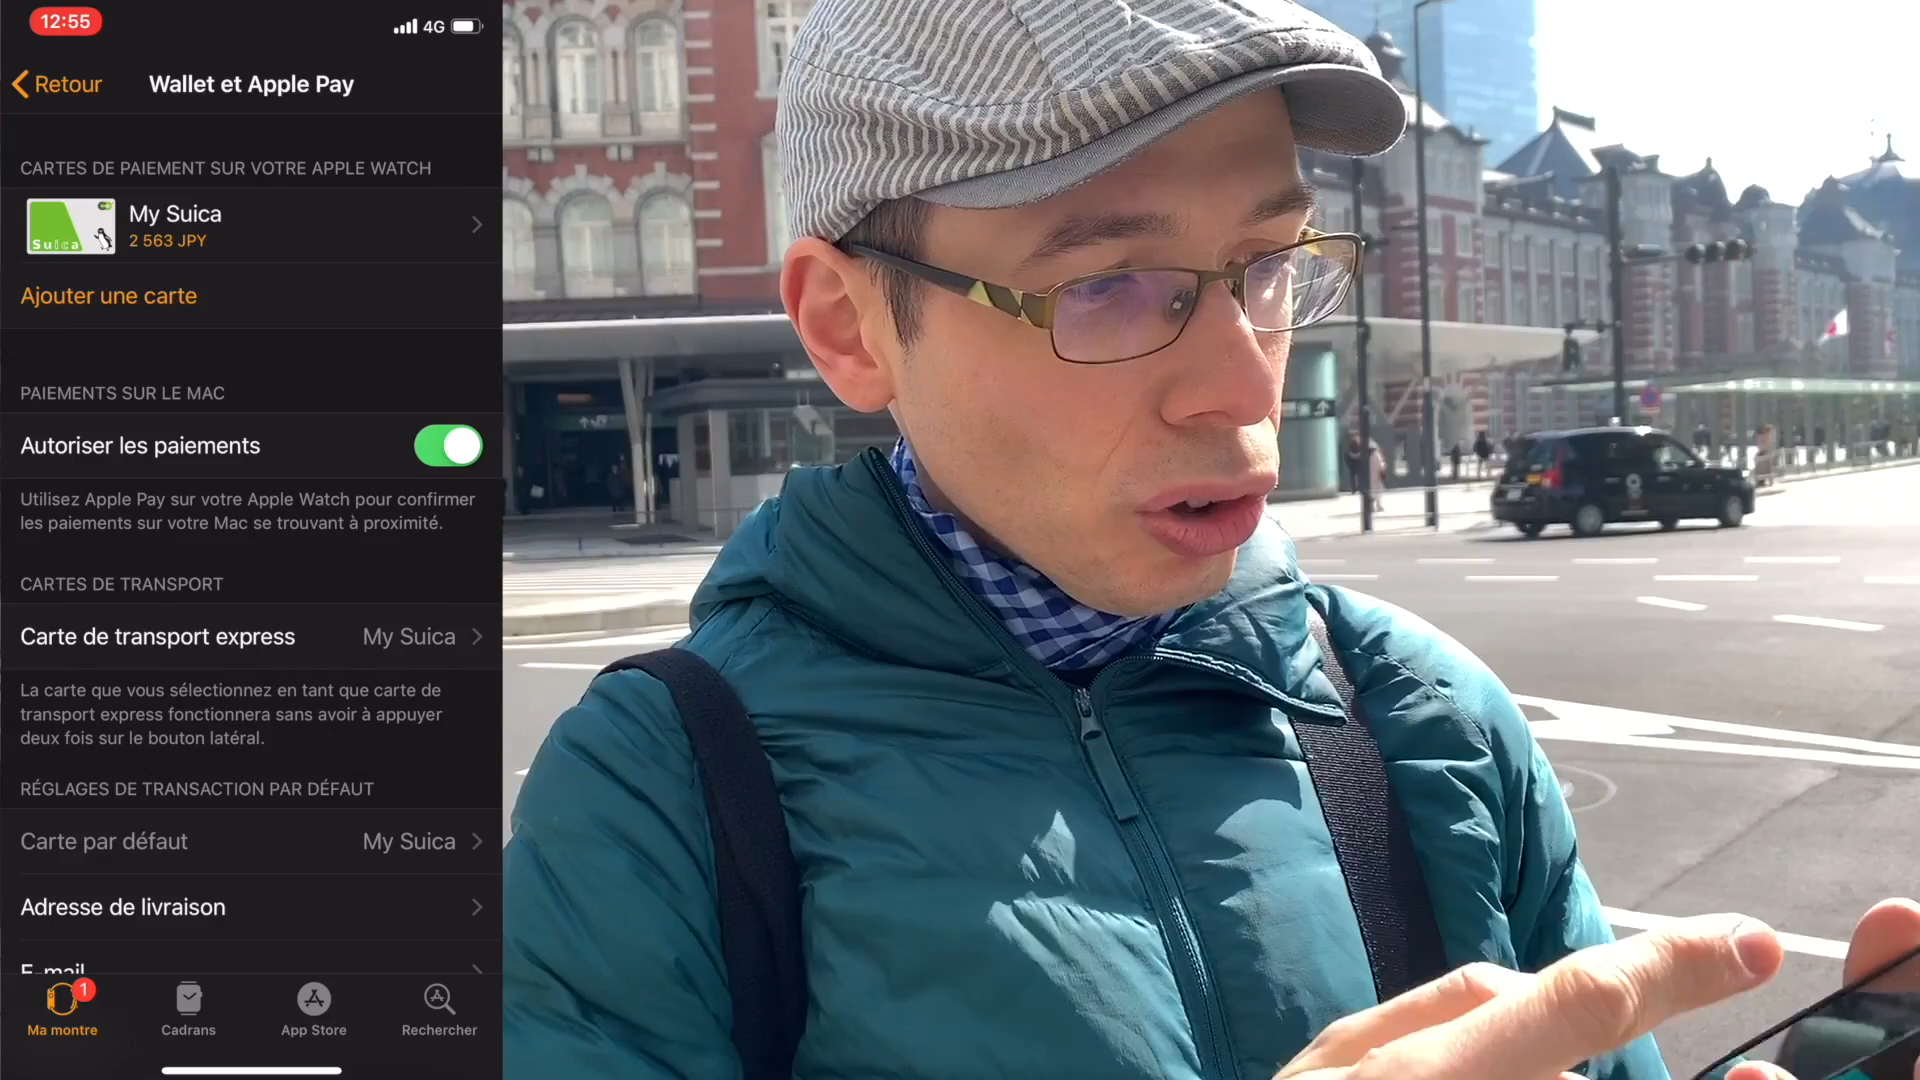 12:55
4G
Retour
Wallet et Apple Pay
CARTES DE PAIEMENT SUR VOTRE APPLE WATCH
Suica
My Suica
2 563 JPY
Ajouter une carte
PAIEMENTS SUR LE MAC
Autoriser les paiements
Utilisez Apple Pay sur votre Apple Watch pour confirmer
les paiements sur votre Mac se trouvant à proximité.
CARTES DE TRANSPORT
Carte de transport express
My Suica
La carte que vous sélectionnez en tant que carte de
transport express fonctionnera sans avoir à appuyer
deux fois sur le bouton latéral.
RÉGLAGES DE TRANSACTION PAR DÉFAUT
Carte par défaut
My Suica
Adresse de livraison
E-mail
1
Ma montre
Cadrans
App Store
Rechercher